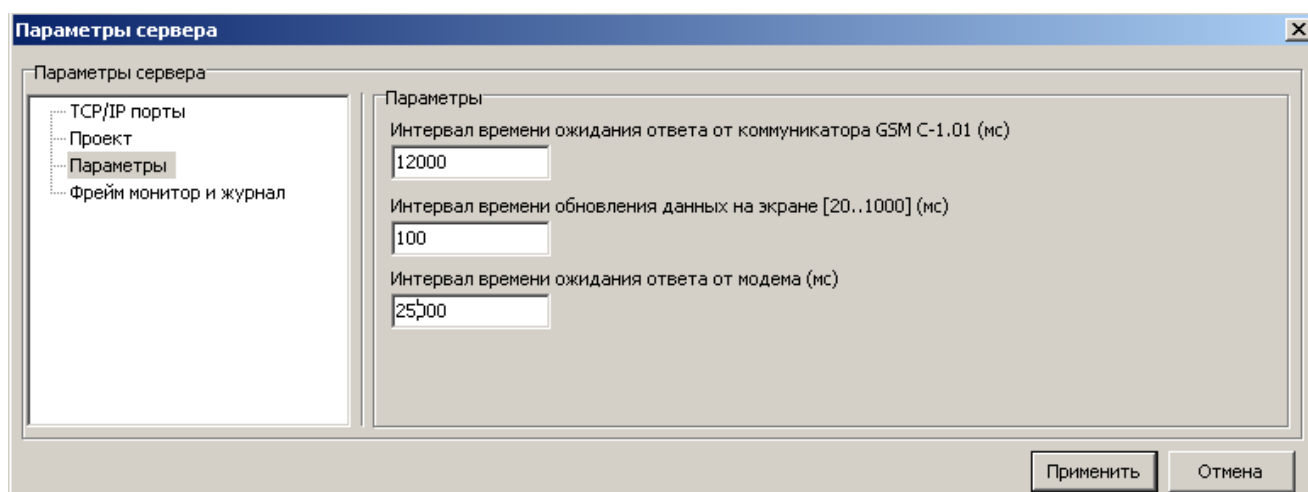 Параметры сервера
Параметры сервера
TCP/IP порты
Проект
Параметры
Фрейм монитор и журнал
Параметры
Интервал времени ожидания ответа от коммуникатора GSM C-1.01 (мс)
12000
Интервал времени обновления данных на экране [20..1000] (мс)
100
Интервал времени ожидания ответа от модема (мс)
25000
Применить
Отмена